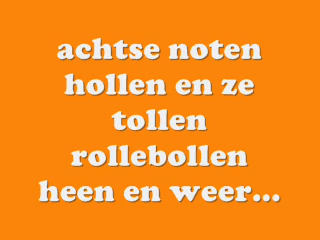 achtse noten
hollen en ze
tollen
rollebollen
heen en weer...